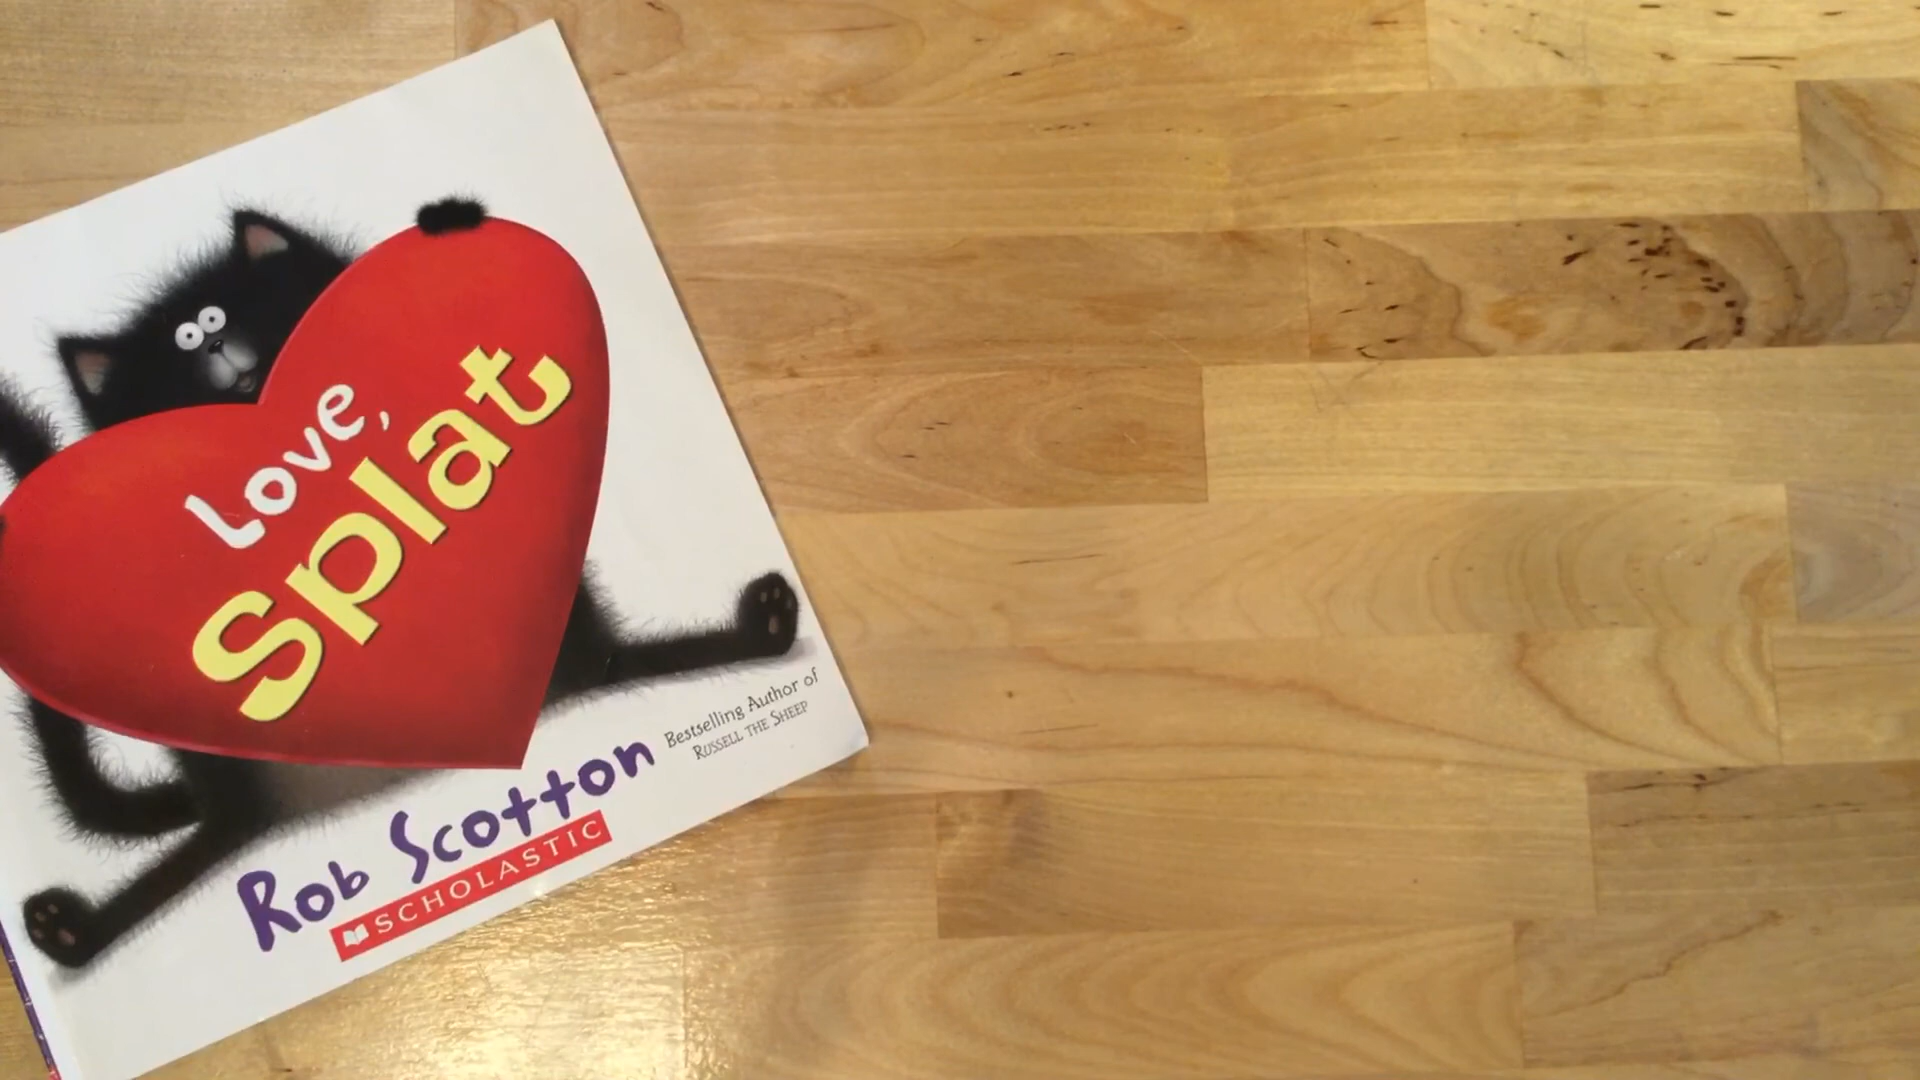 Love,
Splat
Bestselling Author of
RUSSELL THE SHEEP
Rob Scotton
SCHOLASTIC